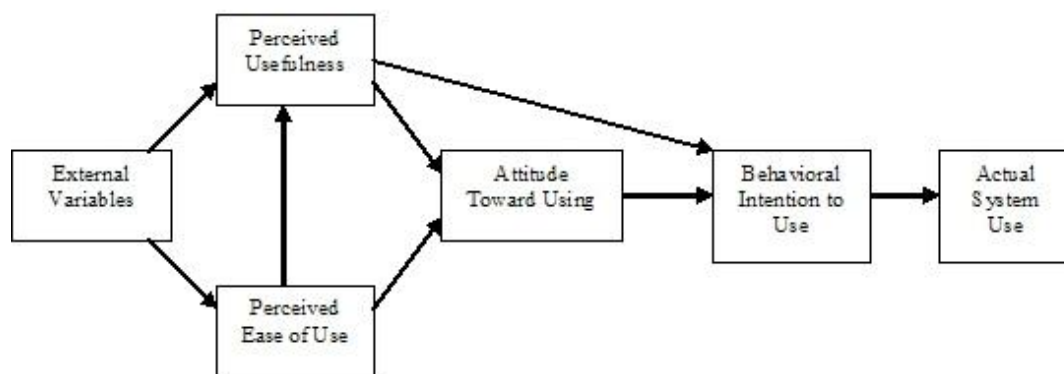 Perceived
Usefulness
External
Variables
Perceived
Ease of Use
Attitude
Toward Using
Behavioral
Intention to
Use
Actual
System
Use